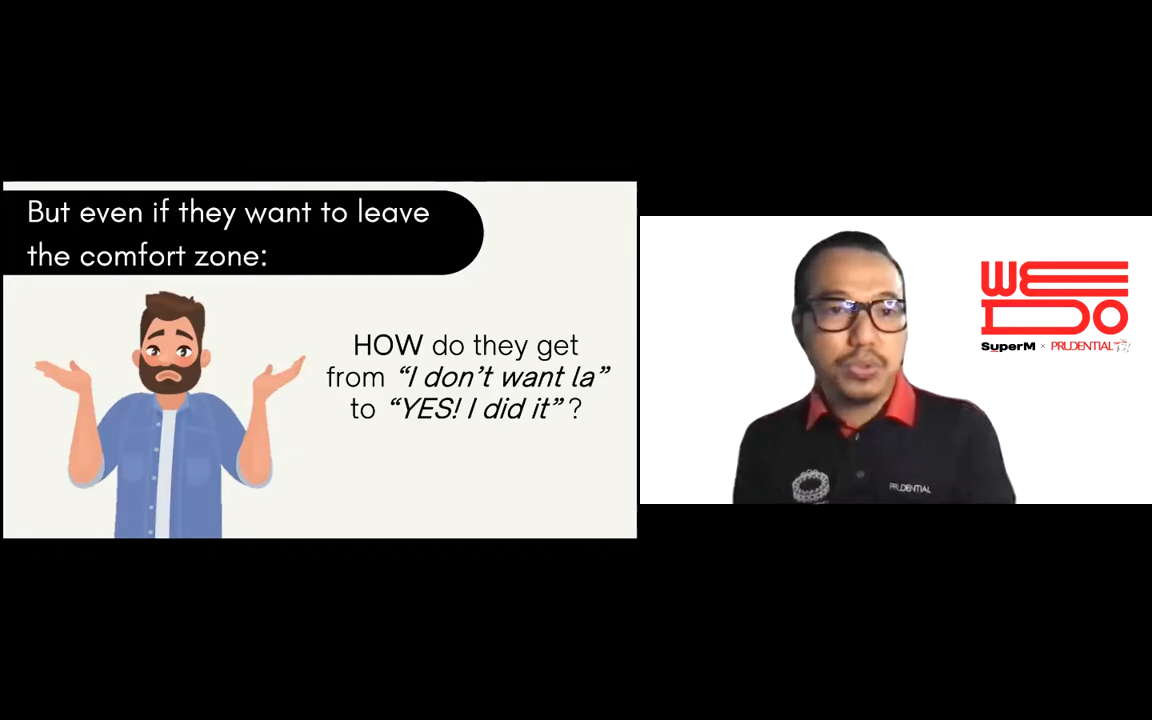 But even if they want to leave
the comfort zone:
HOW do they get
from “I don’t want la”
to “YES! I did it” ?
WE
DO
SuperM × PRUDENTIAL
PRUDENTIAL